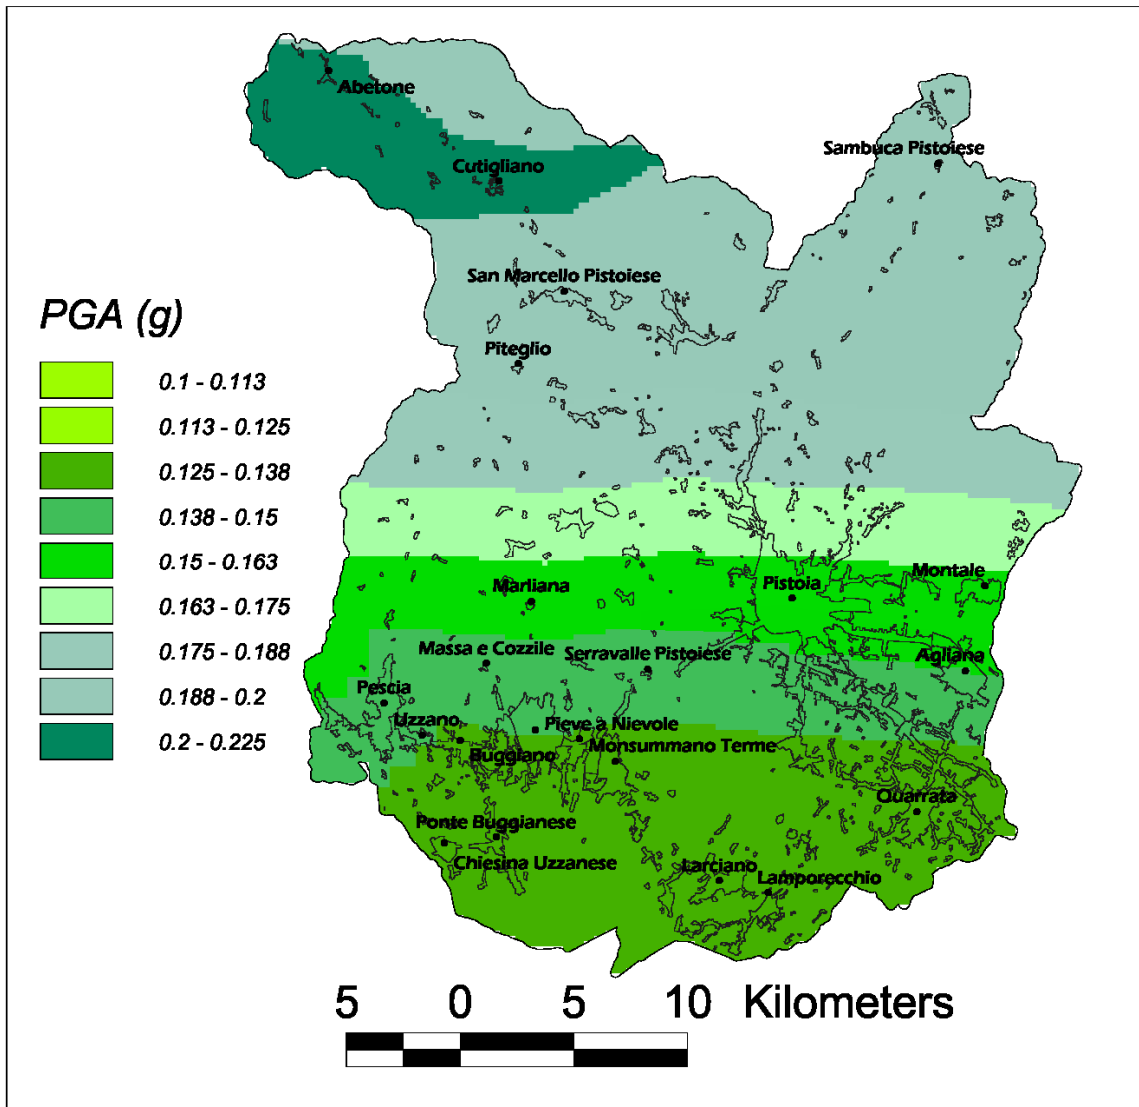 Abetone
Sambuca Pistoiese
Cutigliano
San Marcello Pistoiese
PGA (g)
Piteglio
0.1 - 0.113
0.113 - 0.125
0.125 - 0.138
0.138 - 0.15
0.15 - 0.163
0.163 - 0.175
0.175 - 0.188
0.188 - 0.2
0.2 - 0.225
Montale
Marliana
Pistoia
Massa e Cozzile
Serravalle Pistoiese
Agliana
Pescia
Uzzano
Pieve a Nievole
Buggiano
Monsummano Terme
Quarrata
Ponte Buggianese
Chiesina Uzzanese
Larciano
Lamporecchio
5 0 5 10 Kilometers